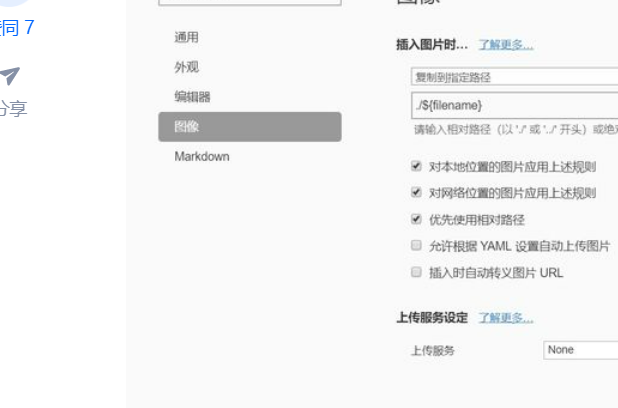 同 7
分享
通用
外观
编辑器
图像
Markdown
图像
插入图片时... 了解更多...
复制到指定路径
./${filename}
请输入相对路径（以 './' 或 '../' 开头）或绝
对本地位置的图片应用上述规则
对网络位置的图片应用上述规则
优先使用相对路径
允许根据 YAML 设置自动上传图片
插入时自动转义图片 URL
上传服务设定 了解更多...
上传服务 None